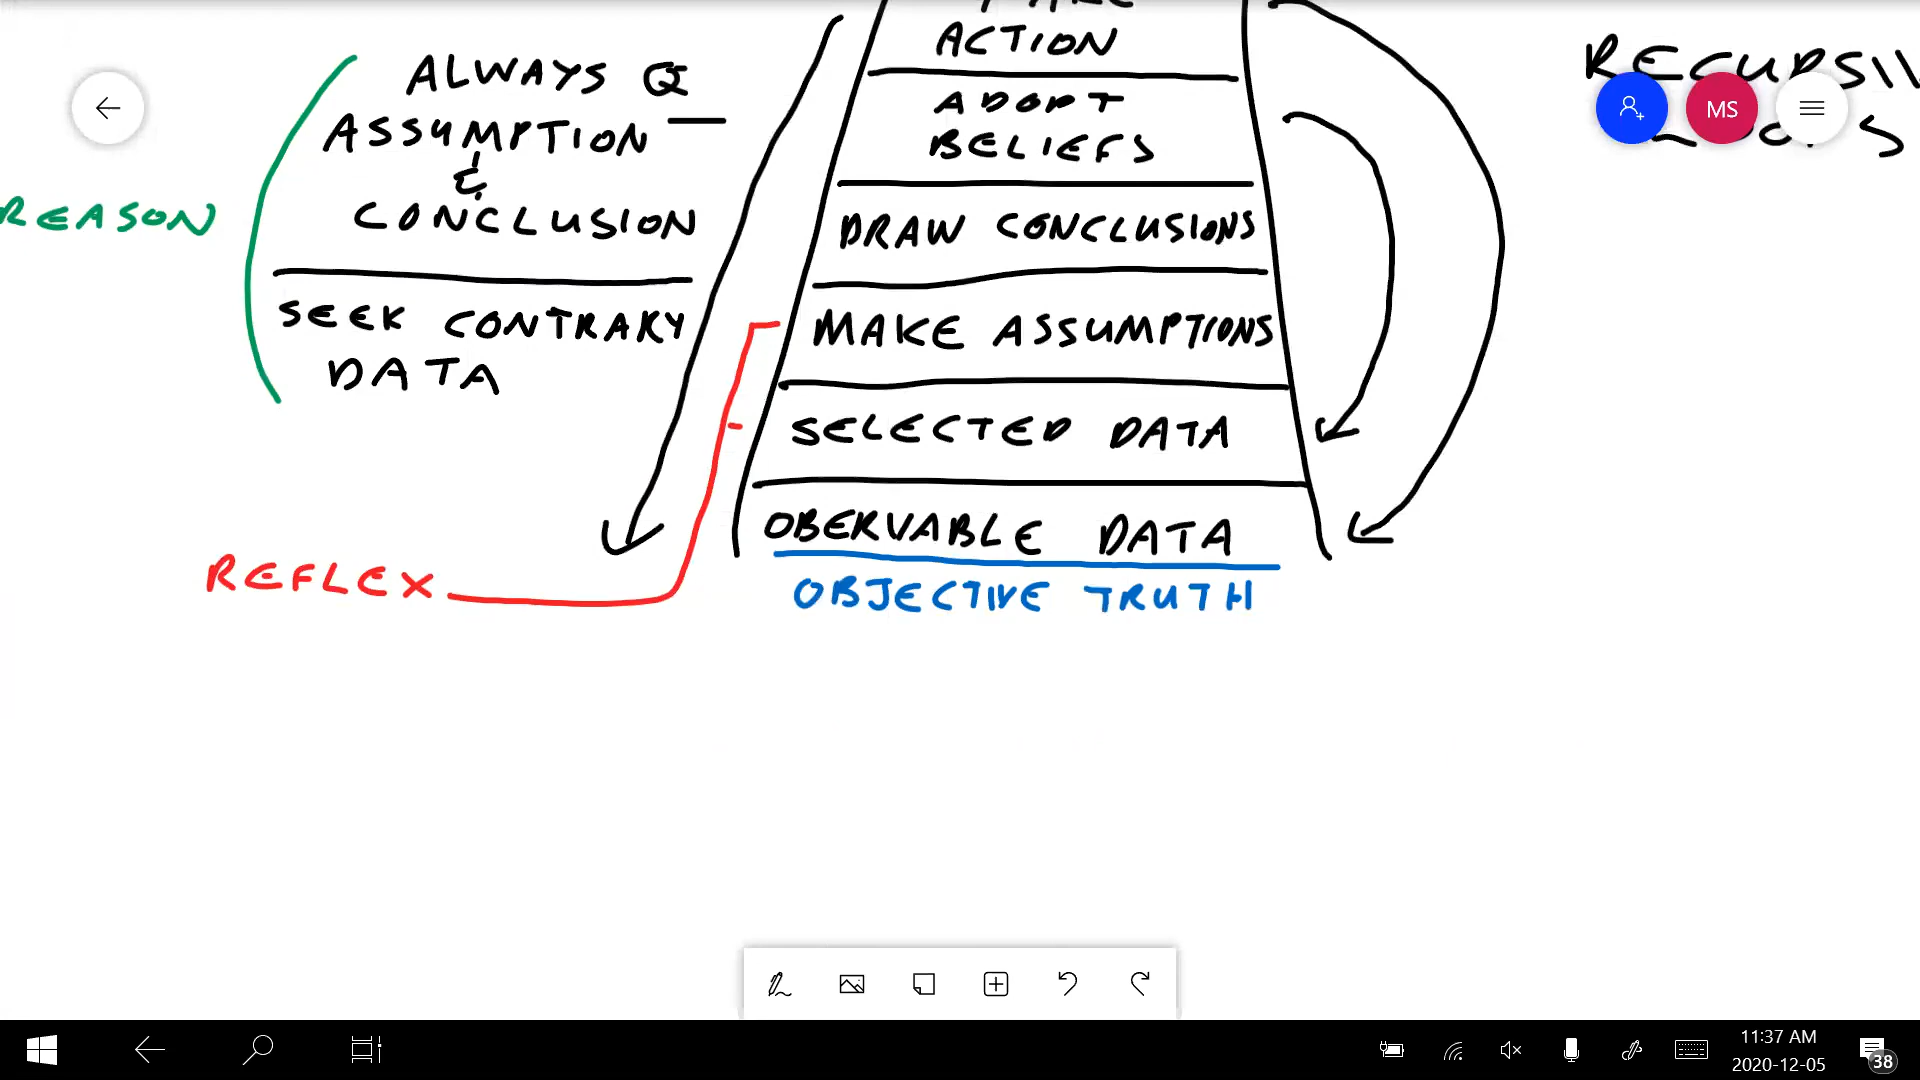 ACTION
ADOPT
BELIEFS
DRAW CONCLUSIONS
MAKE ASSUMPTIONS
SELECTED DATA
OBERVABLE DATA
OBJECTIVE TRUTH
ALWAYS Q
ASSUMPTION
&
CONCLUSION
SEEK CONTRARY
DATA
REASON
REFLEX
MS
11:37 AM
2020-12-05
38